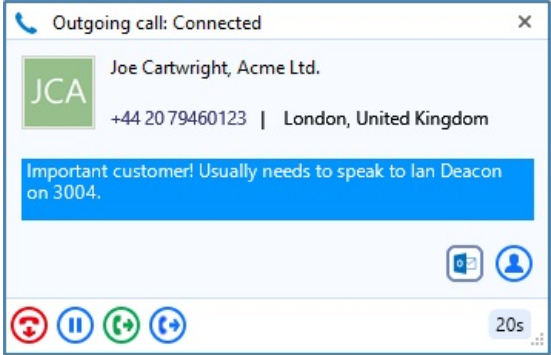 Outgoing call: Connected
JCA
Joe Cartwright, Acme Ltd.
+44 20 79460123 | London, United Kingdom
Important customer! Usually needs to speak to Ian Deacon
on 3004.
20s